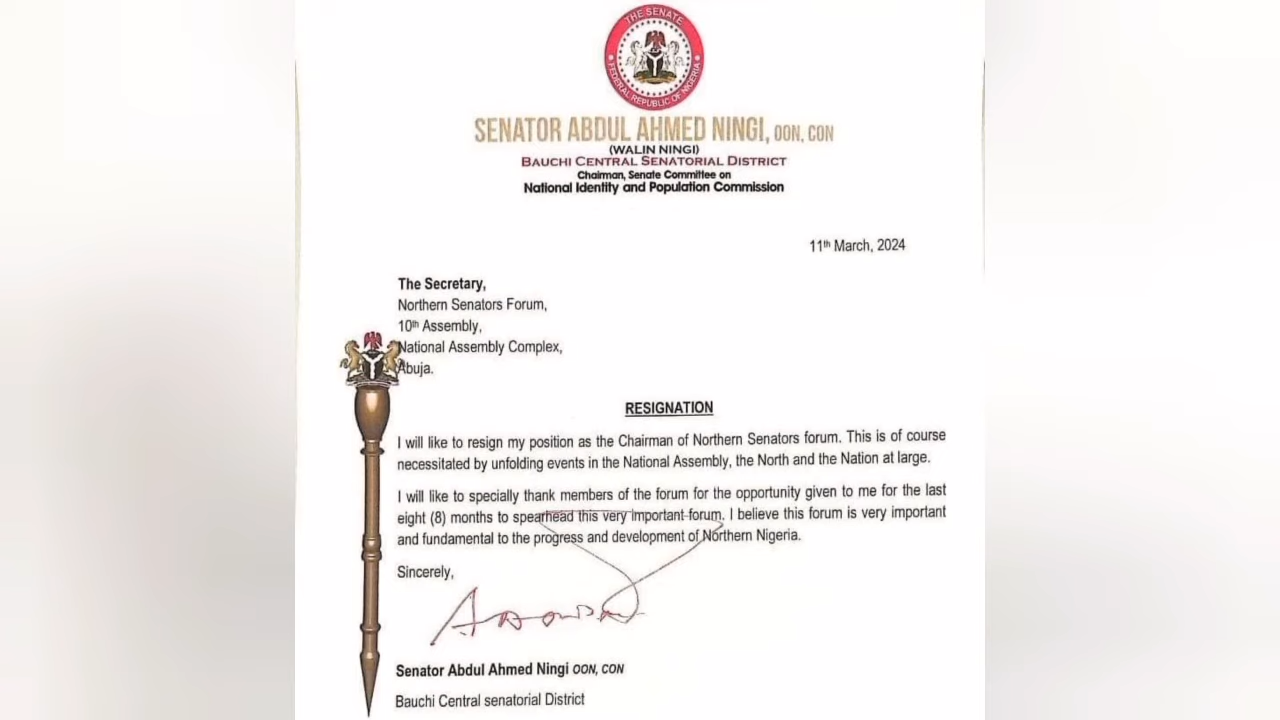 THE SENATE
FEDERAL REPUBLIC OF NIGERIA
SENATOR ABDUL AHMED NINGI, OON, CON
(WALIN NINGI)
BAUCHI CENTRAL SENATORIAL DISTRICT
Chairman, Senate Committee on
National Identity and Population Commission
11th March, 2024
The Secretary,
Northern Senators Forum,
10th Assembly,
National Assembly Complex,
Abuja.
RESIGNATION
I will like to resign my position as the Chairman of Northern Senators forum. This is of course
necessitated by unfolding events in the National Assembly, the North and the Nation at large.
I will like to specially thank members of the forum for the opportunity given to me for the last
eight (8) months to spearhead this very important forum. I believe this forum is very important
and fundamental to the progress and development of Northern Nigeria.
Sincerely,
Senator Abdul Ahmed Ningi OON, CON
Bauchi Central senatorial District